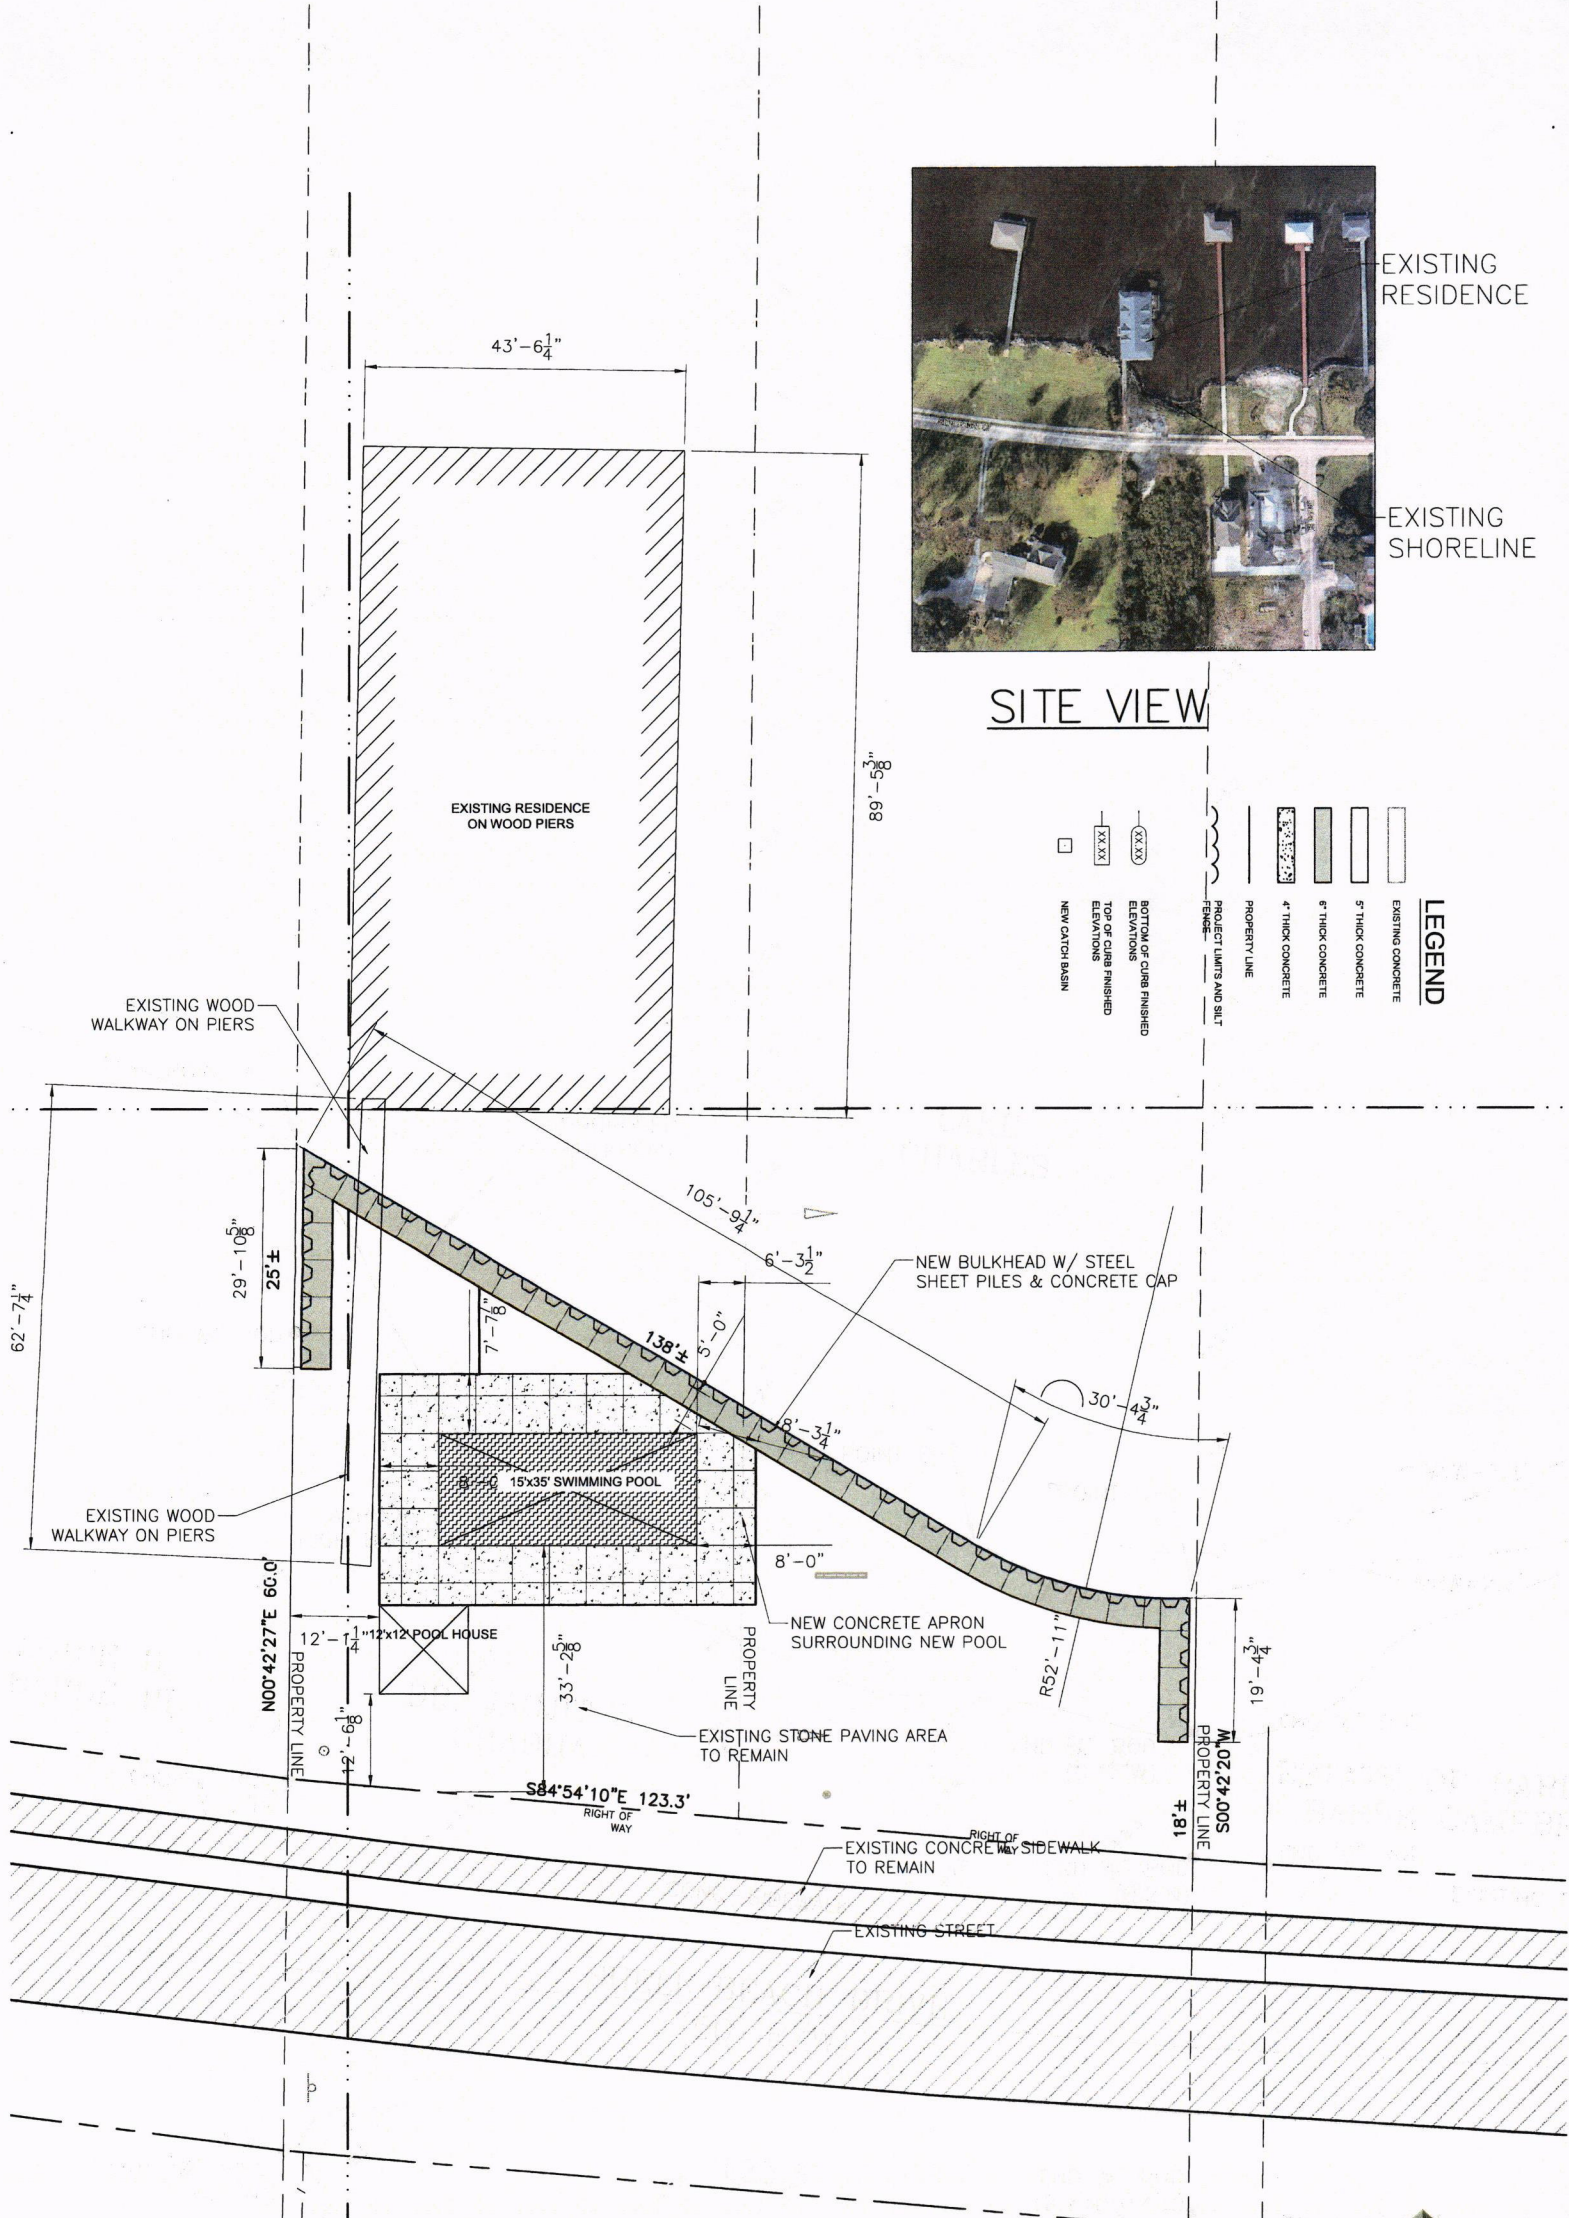 EXISTING
RESIDENCE
EXISTING
SHORELINE
SITE VIEW
43'-6 1/4"
89'-5 3/8"
EXISTING RESIDENCE
ON WOOD PIERS
LEGEND
EXISTING CONCRETE
5" THICK CONCRETE
6" THICK CONCRETE
4" THICK CONCRETE
PROPERTY LINE
PROJECT LIMITS AND SILT
FENCE
XX.XX
BOTTOM OF CURB FINISHED
ELEVATIONS
XX.XX
TOP OF CURB FINISHED
ELEVATIONS
NEW CATCH BASIN
EXISTING WOOD
WALKWAY ON PIERS
62'-7 1/4"
29'-10 5/8"
25'±
105'-9 1/4"
6'-3 1/2"
NEW BULKHEAD W/ STEEL
SHEET PILES & CONCRETE CAP
7'-7 7/8"
138'±
5'-0"
8'-3 1/4"
30'-4 3/4"
15'x35' SWIMMING POOL
EXISTING WOOD
WALKWAY ON PIERS
8'-0"
NEW CONCRETE APRON
SURROUNDING NEW POOL
N00°42'27"E 60.0'
PROPERTY LINE
12'-1 1/4"
12'x12' POOL HOUSE
33'-2 5/8"
12'-6 1/8"
PROPERTY
LINE
R52'-11"
19'-4 3/4"
EXISTING STONE PAVING AREA
TO REMAIN
S84°54'10"E 123.3'
RIGHT OF
WAY
18'±
PROPERTY LINE
S00°42'20"W
RIGHT OF
WAY
EXISTING CONCRETE SIDEWALK
TO REMAIN
EXISTING STREET